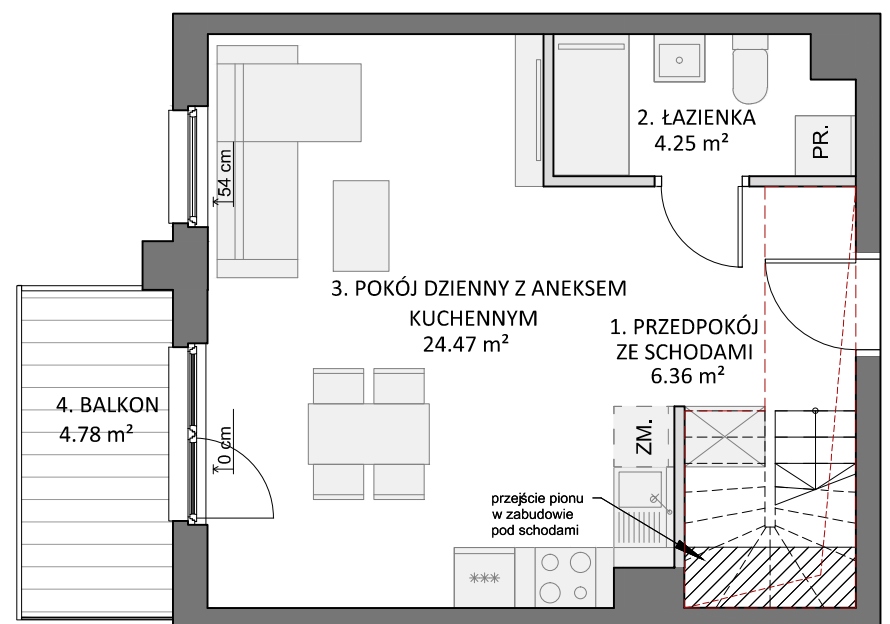 2. ŁAZIENKA
4.25 m²
PR.
54 cm
3. POKÓJ DZIENNY Z ANEKSEM
KUCHENNYM
24.47 m²
1. PRZEDPOKÓJ
ZE SCHODAMI
6.36 m²
4. BALKON
4.78 m²
0 cm
ZM.
przejście pionu
w zabudowie
pod schodami
***